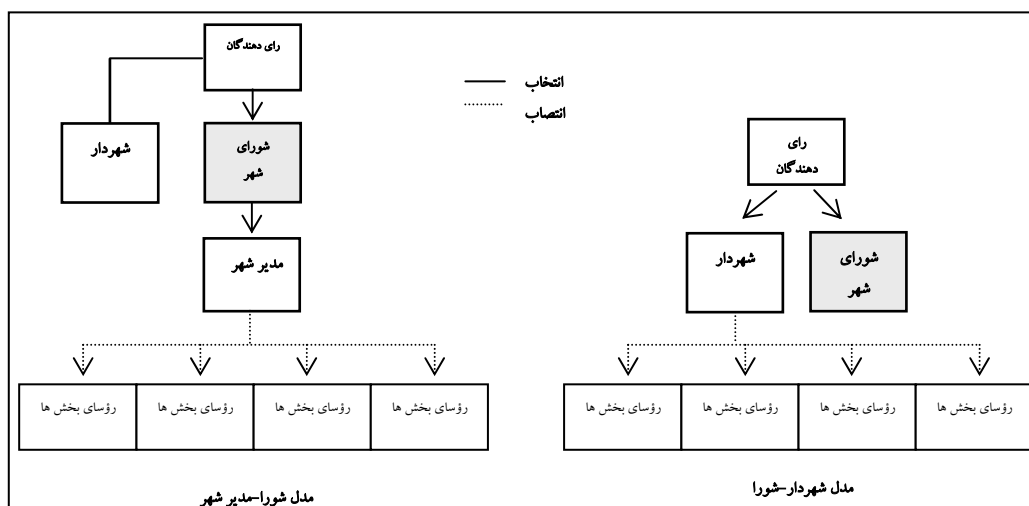 رای دهندگان
انتخاب
انتصاب
شهردار
شورای
شهر
مدیر شهر
رؤسای بخش ها
رؤسای بخش ها
رؤسای بخش ها
رؤسای بخش ها
مدل شورا-مدیر شهر
رای
دهندگان
شهردار
شورای
شهر
رؤسای بخش ها
رؤسای بخش ها
رؤسای بخش ها
رؤسای بخش ها
مدل شهردار-شورا